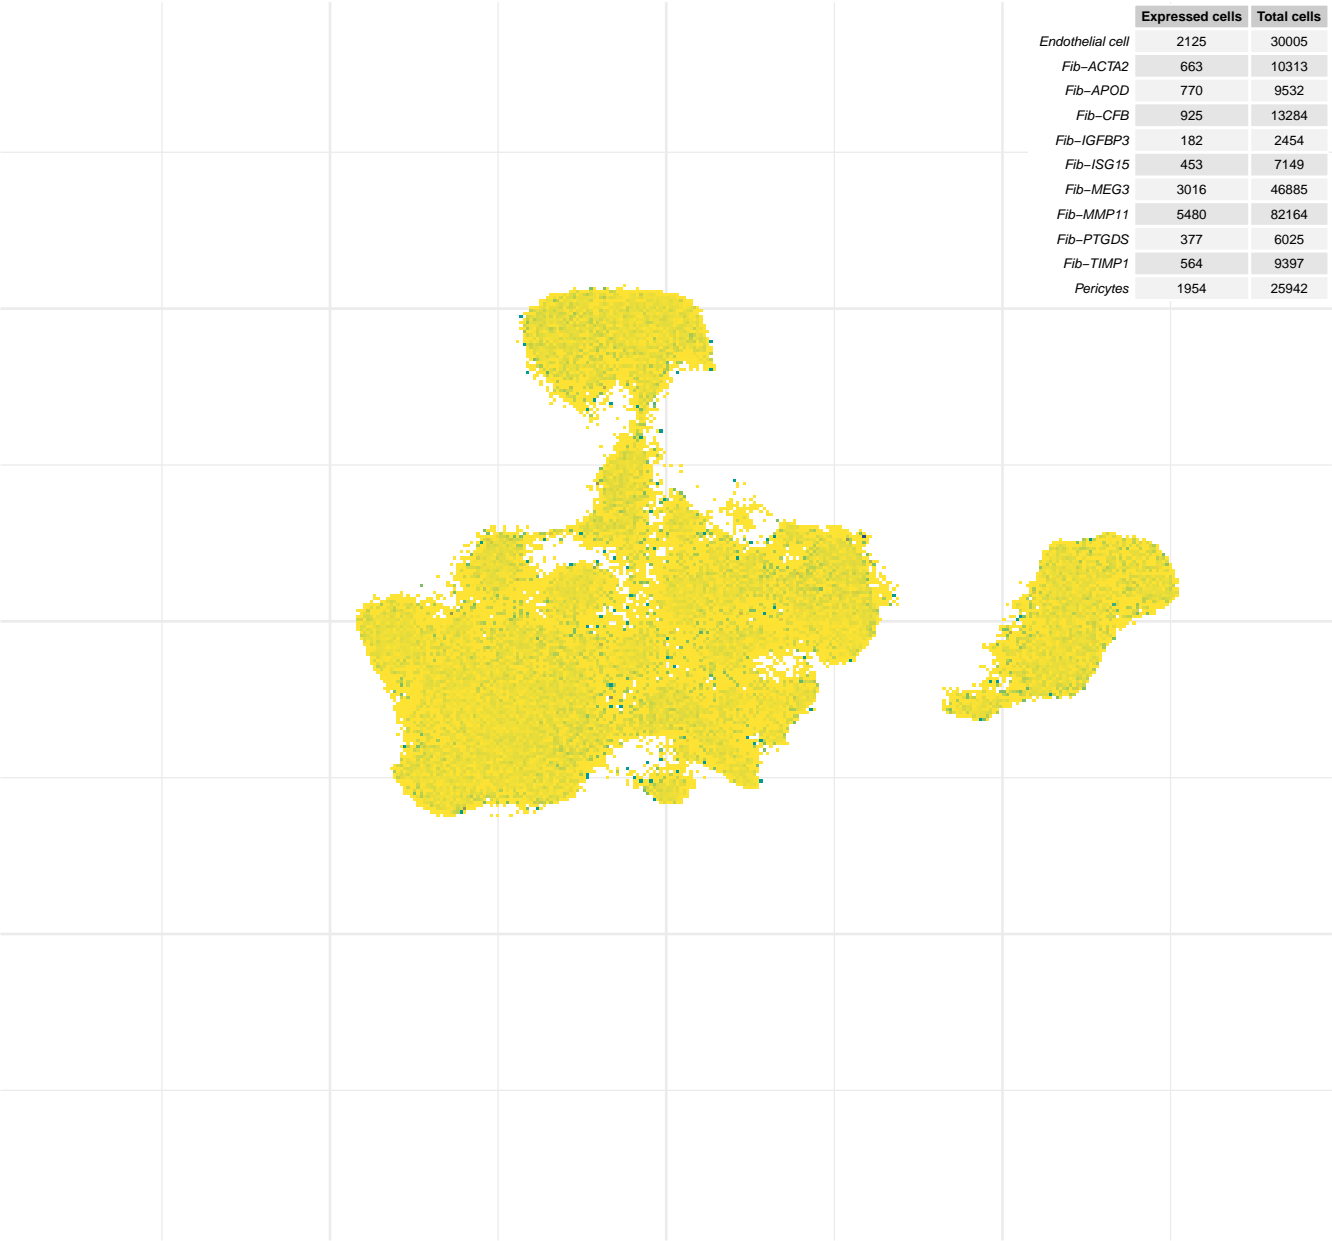 Expressed cells Total cells
Endothelial cell 2125 30005
Fib−ACTA2 663 10313
Fib−APOD 770 9532
Fib−CFB 925 13284
Fib−IGFBP3 182 2454
Fib−ISG15 453 7149
Fib−MEG3 3016 46885
Fib−MMP11 5480 82164
Fib−PTGDS 377 6025
Fib−TIMP1 564 9397
Pericytes 1954 25942